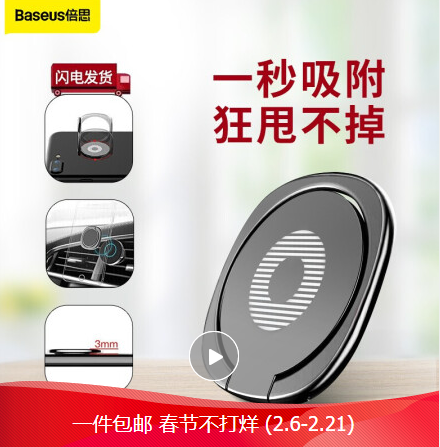 Baseus倍思
闪电发货
一秒吸附
狂甩不掉
3mm
一件包邮 春节不打烊 (2.6-2.21)